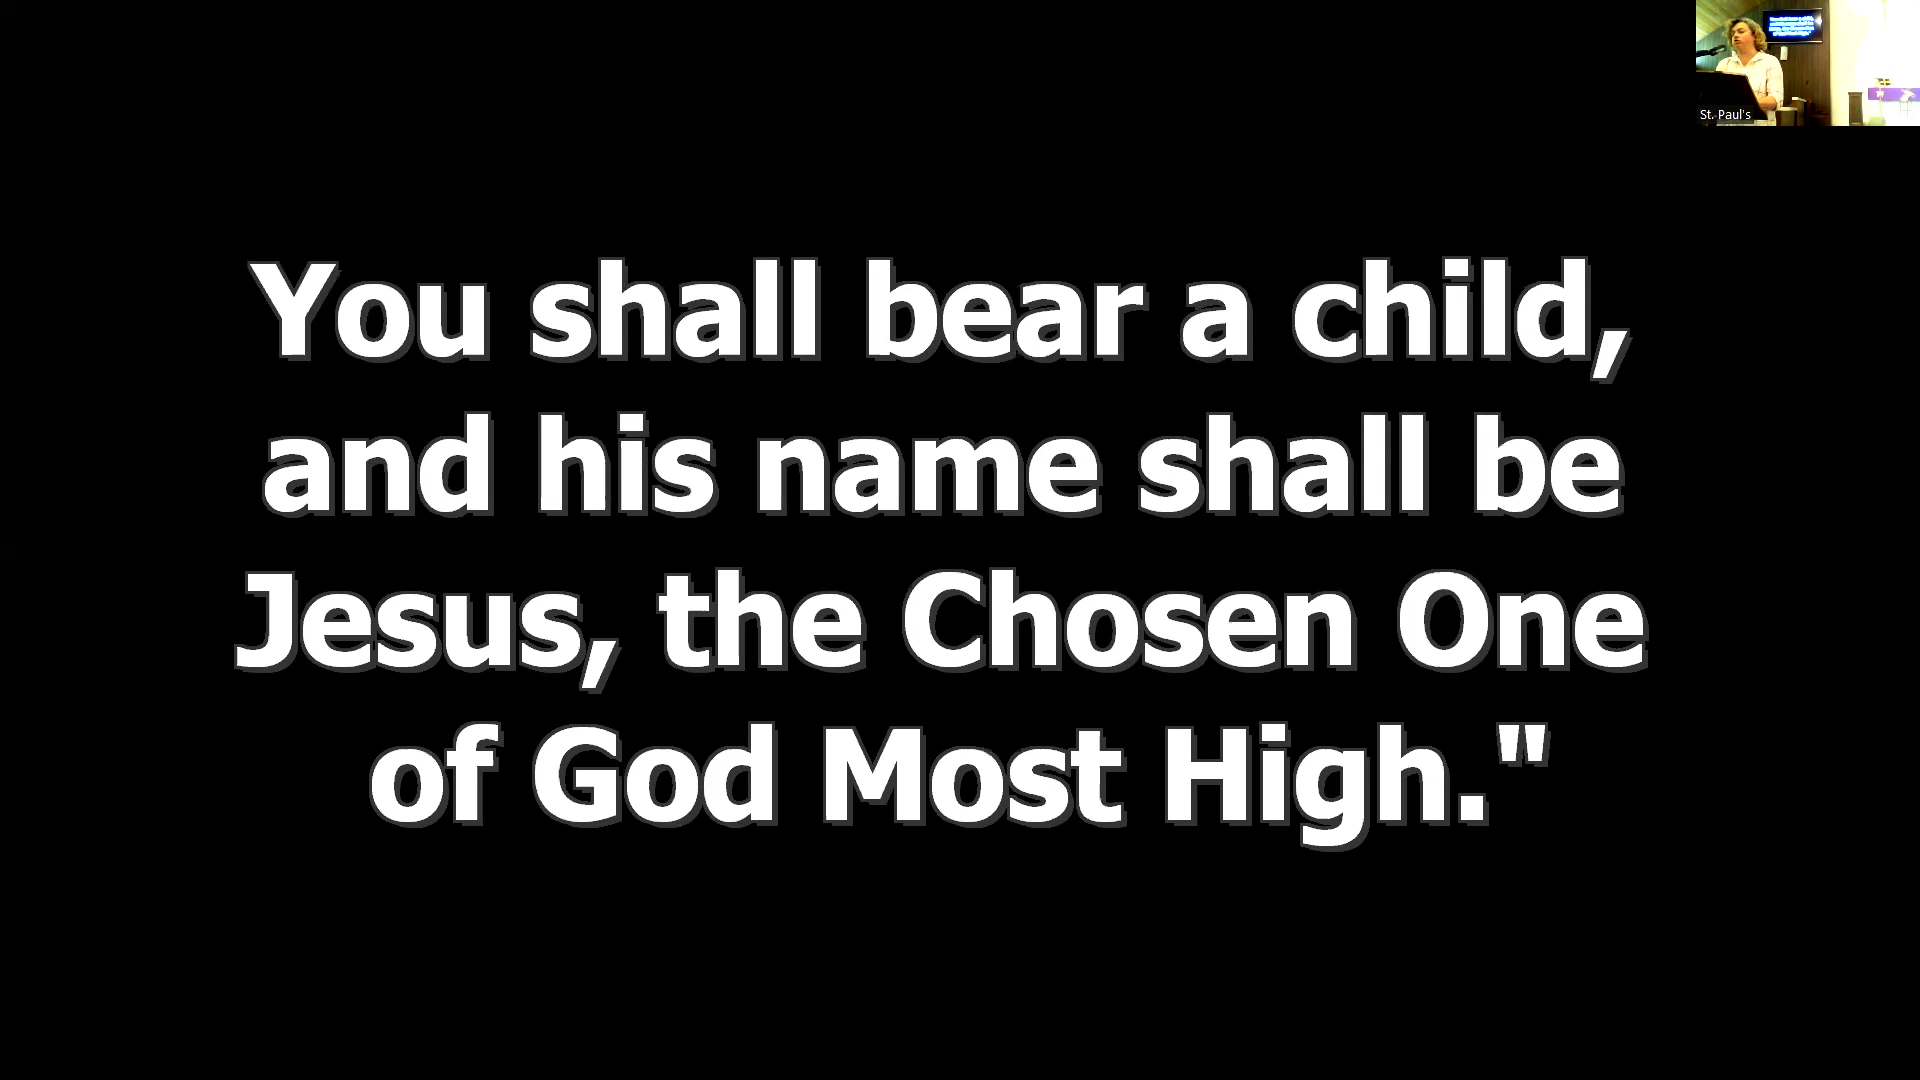 St. Paul's
You shall bear a child,
and his name shall be
Jesus, the Chosen One
of God Most High."